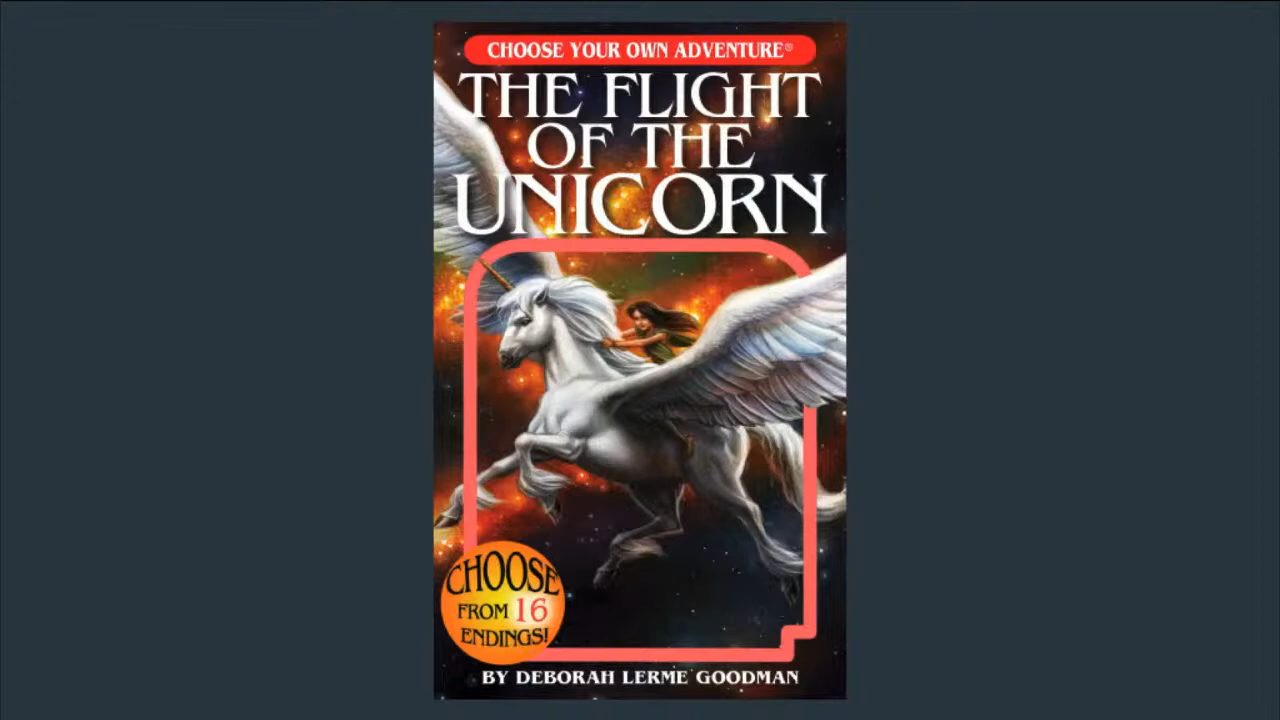 CHOOSE YOUR OWN ADVENTURE®
THE FLIGHT
OF THE
UNICORN
CHOOSE
FROM 16
ENDINGS!
BY DEBORAH LERME GOODMAN